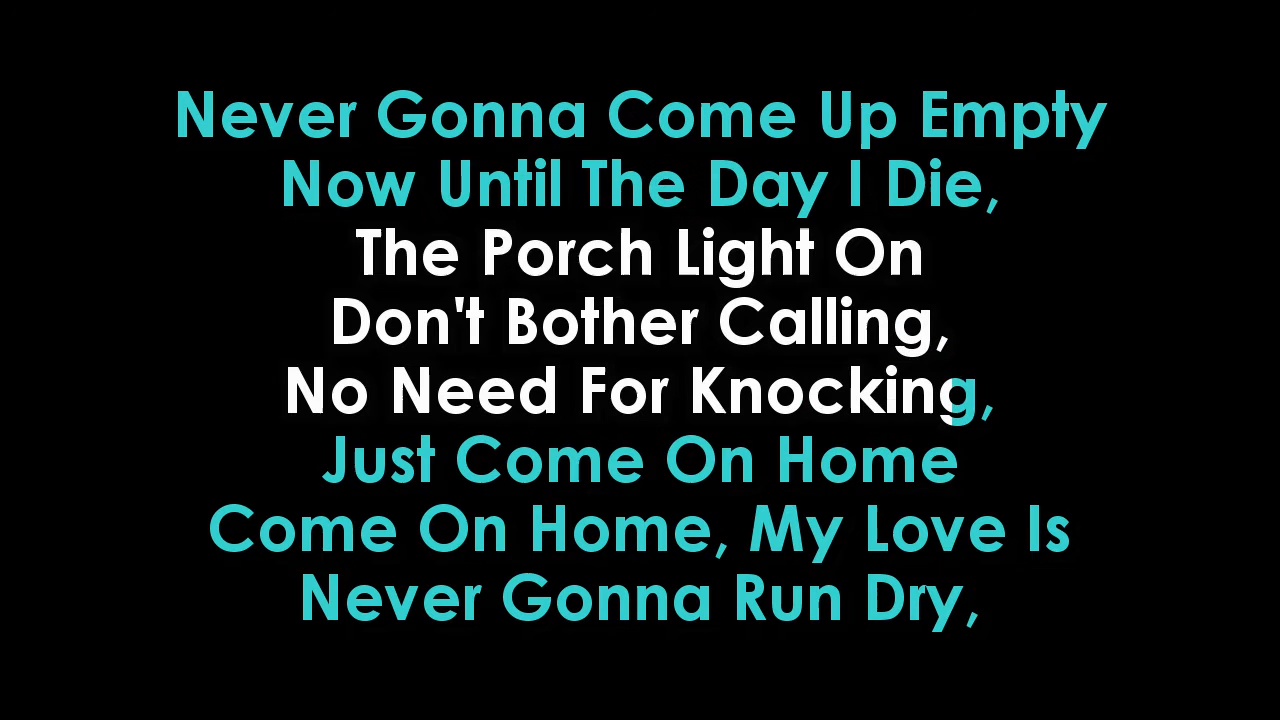 Never Gonna Come Up Empty
Now Until The Day I Die,
The Porch Light On
Don't Bother Calling,
No Need For Knocking,
Just Come On Home
Come On Home, My Love Is
Never Gonna Run Dry,